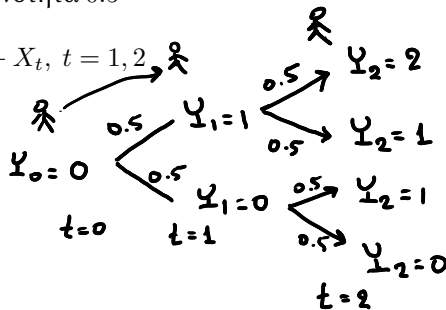 0.5
- X_t, t = 1, 2
0.5 Y_2 = 2
0.5 Y_1 = 1
0.5 Y_2 = 1
Y_0 = 0 0.5 0.5 Y_2 = 1
Y_1 = 0
0.5 Y_2 = 0
t=0 t=1
t=2